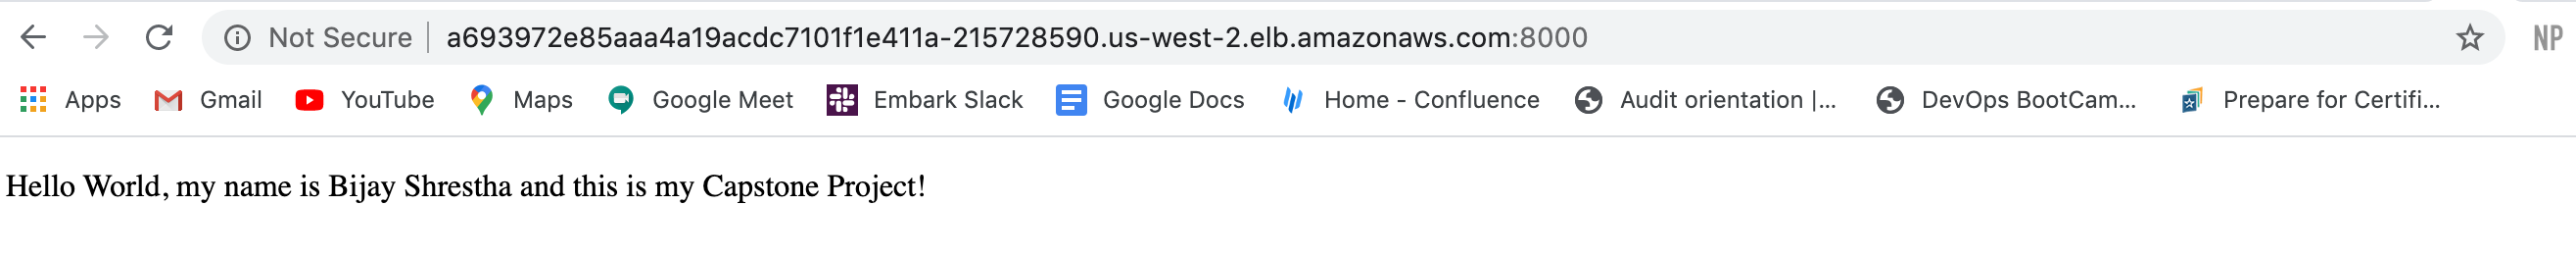 Not Secure a693972e85aaa4a19acdc7101f1e411a-215728590.us-west-2.elb.amazonaws.com:8000 NP
Apps Gmail YouTube Maps Google Meet Embark Slack Google Docs Home - Confluence Audit orientation |... DevOps BootCam... Prepare for Certifi...
Hello World, my name is Bijay Shrestha and this is my Capstone Project!